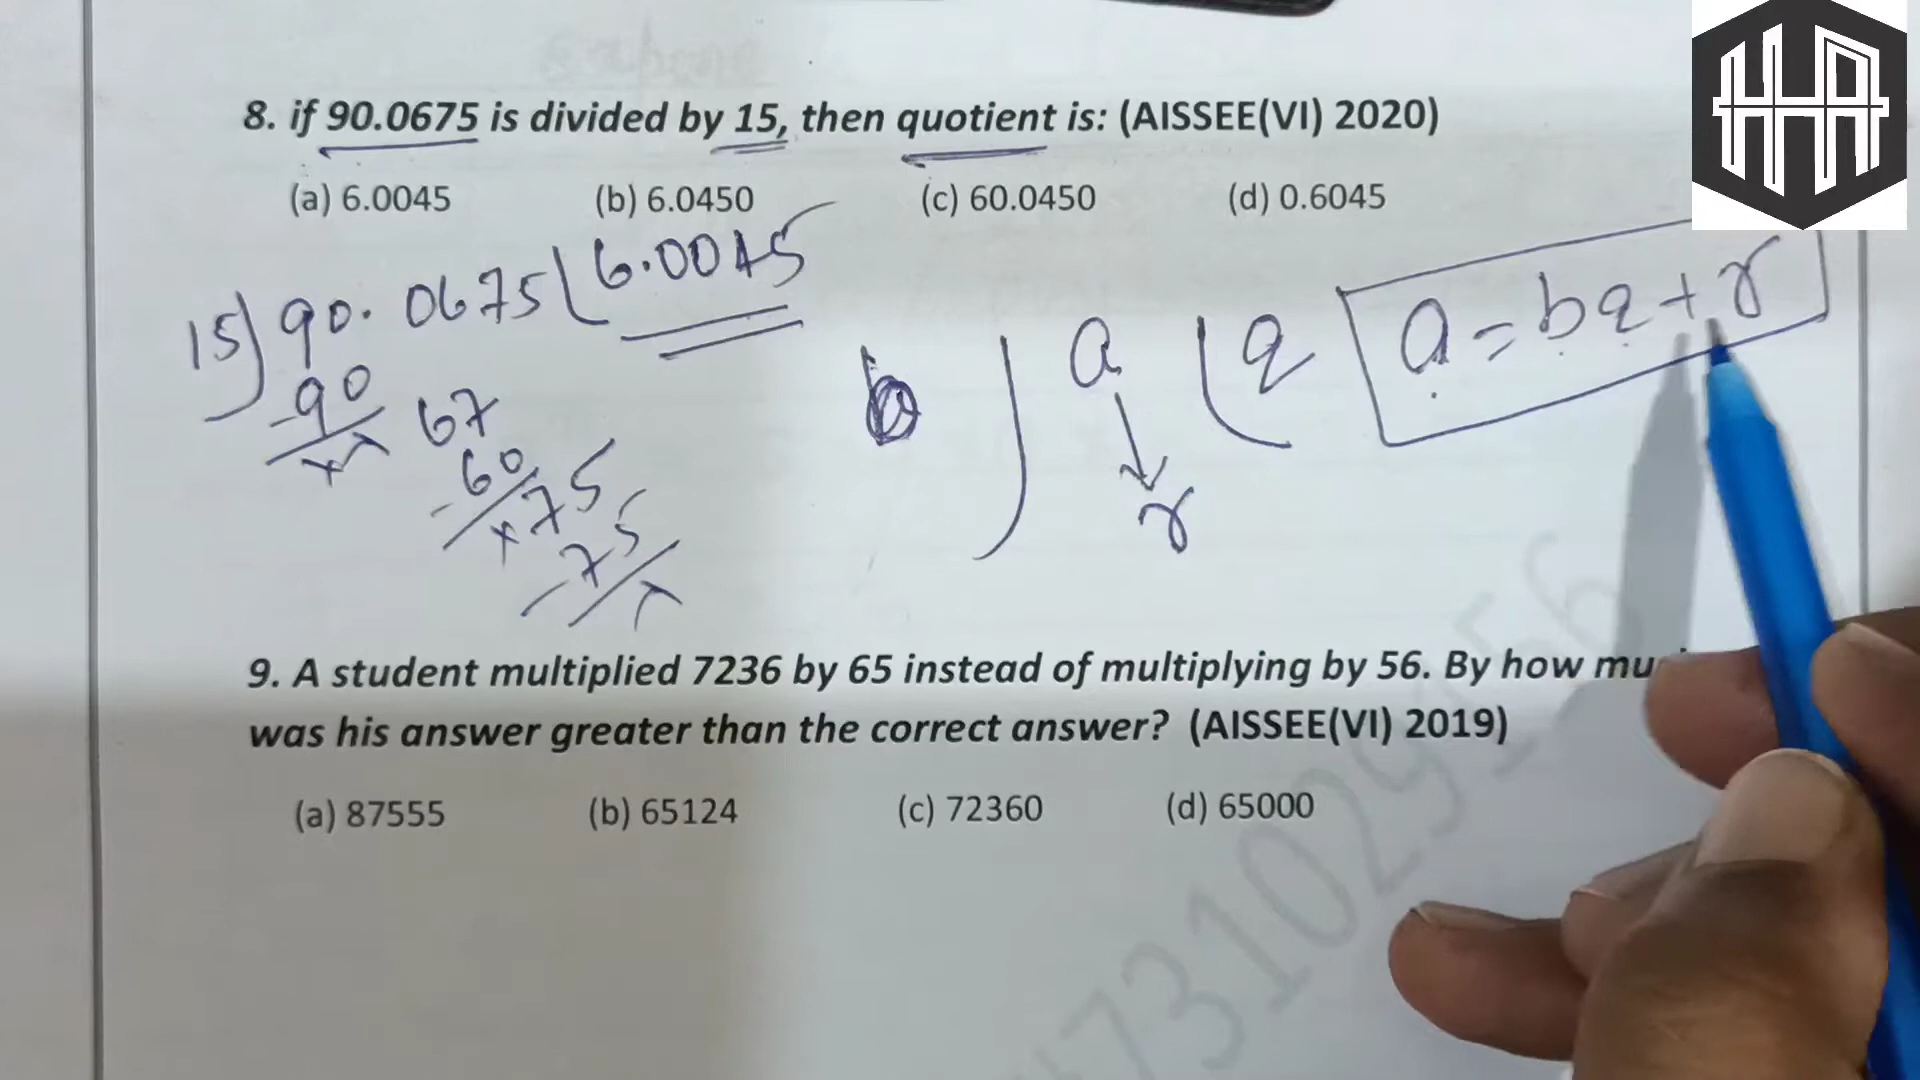 8. if 90.0675 is divided by 15, then quotient is: (AISSEE(VI) 2020)
(a) 6.0045 (b) 6.0450 (c) 60.0450 (d) 0.6045
15)90.0675(6.0045
-90
67
-60
75
-75
b ) a ( q
r
a = bq + r
9. A student multiplied 7236 by 65 instead of multiplying by 56. By how mu
was his answer greater than the correct answer? (AISSEE(VI) 2019)
(a) 87555 (b) 65124 (c) 72360 (d) 65000
73102956
HA